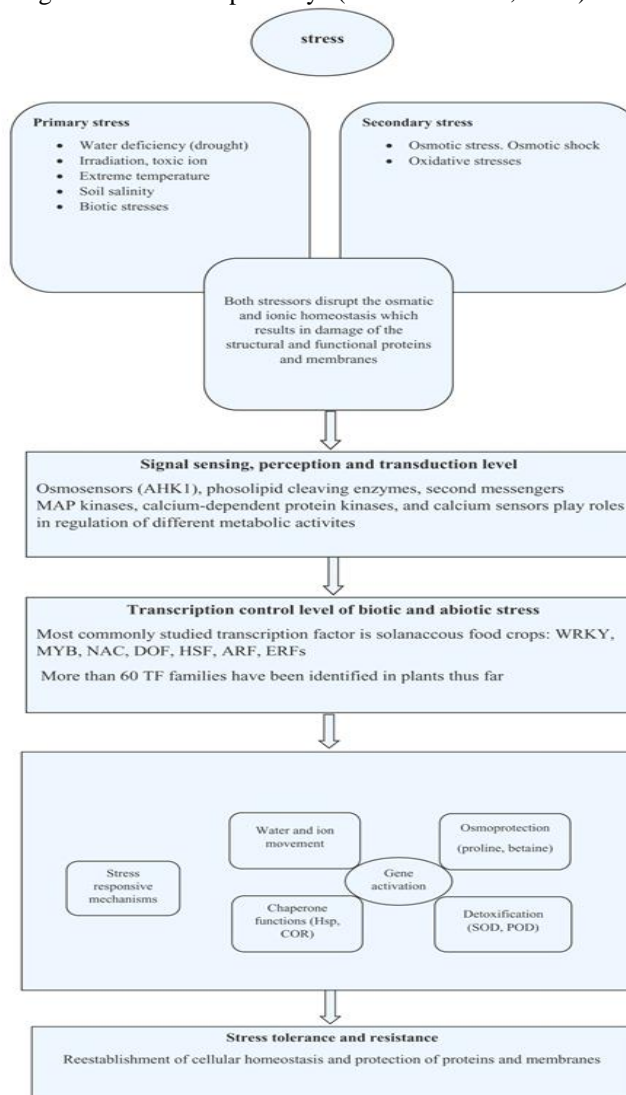 stress
Primary stress
• Water deficiency (drought)
• Irradiation, toxic ion
• Extreme temperature
• Soil salinity
• Biotic stresses
Secondary stress
• Osmotic stress. Osmotic shock
• Oxidative stresses
Both stressors disrupt the osmatic
and ionic homeostasis which
results in damage of the
structural and functional proteins
and membranes
Signal sensing, perception and transduction level
Osmosensors (AHK1), phosolipid cleaving enzymes, second messengers
MAP kinases, calcium-dependent protein kinases, and calcium sensors play roles
in regulation of different metabolic activites
Transcription control level of biotic and abiotic stress
Most commonly studied transcription factor is solanaccous food crops: WRKY,
MYB, NAC, DOF, HSF, ARF, ERFs
More than 60 TF families have been identified in plants thus far
Stress
responsive
mechanisms
Water and ion
movement
Osmoprotection
(proline, betaine)
Gene
activation
Chaperone
functions (Hsp,
COR)
Detoxification
(SOD, POD)
Stress tolerance and resistance
Reestablishment of cellular homeostasis and protection of proteins and membranes